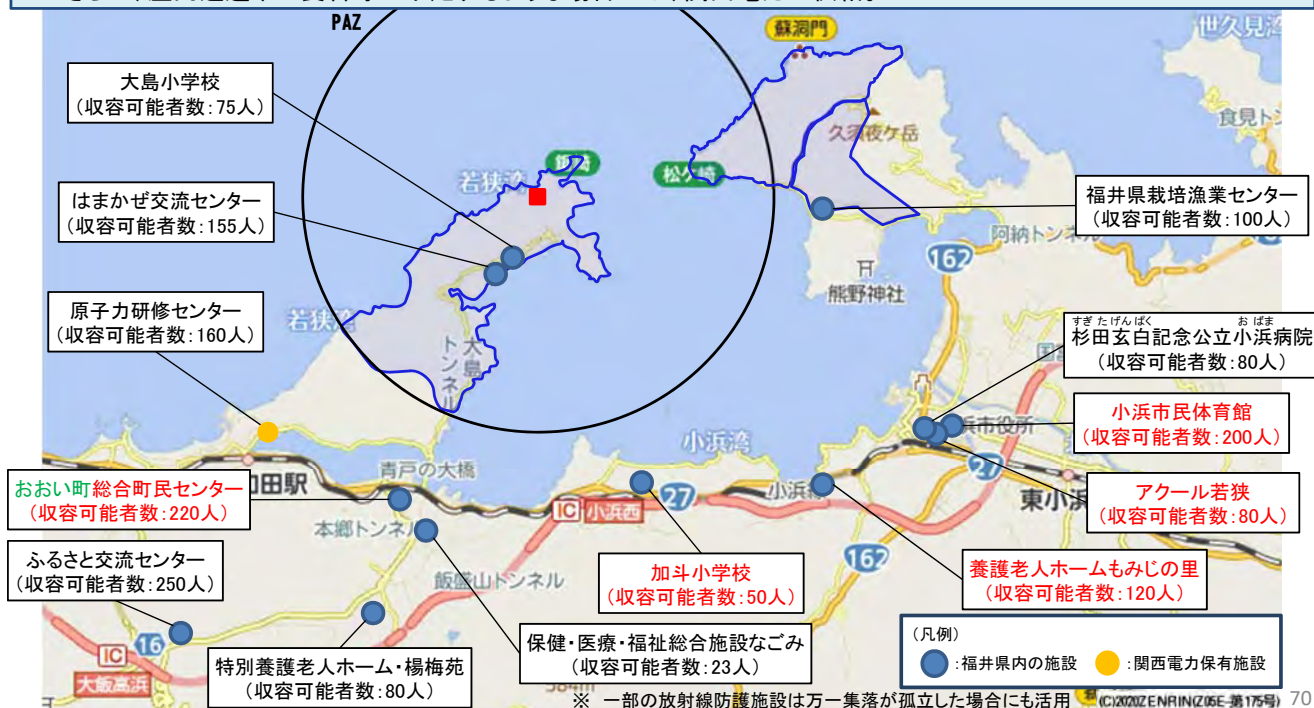 PAZ
蘇洞門
世久見湾
大島小学校
(収容可能者数:75人)
久須夜ケ岳
食見ト
鋸崎
若狭湾
松ケ崎
はまかぜ交流センター
(収容可能者数:155人)
福井県栽培漁業センター
(収容可能者数:100人)
阿納トンネル
162
熊野神社
原子力研修センター
(収容可能者数:160人)
若狭湾
大島
トンネル
すぎたげんぱく おばま
杉田玄白記念公立小浜病院
(収容可能者数:80人)
小浜市民体育館
(収容可能者数:200人)
浜市役所
小浜湾
青戸の大橋
和田駅
おおい町総合町民センター
(収容可能者数:220人)
27
小浜
27
東小浜
アクール若狭
(収容可能者数:80人)
IC 小浜西
本郷トンネル
ふるさと交流センター
(収容可能者数:250人)
飯盛山トンネル
加斗小学校
(収容可能者数:50人)
162
養護老人ホームもみじの里
(収容可能者数:120人)
16
IC
大飯高浜
特別養護老人ホーム・楊梅苑
(収容可能者数:80人)
保健・医療・福祉総合施設なごみ
(収容可能者数:23人)
(凡例)
:福井県内の施設
:関西電力保有施設
584m
※ 一部の放射線防護施設は万一集落が孤立した場合にも活用
(C)2020ZENRIN(Z05E-第175号)
70